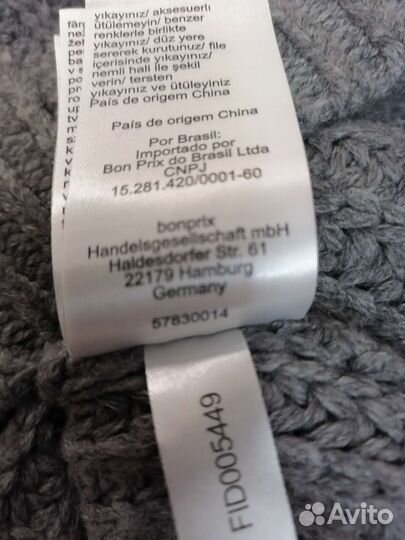 yıkayınız/ aksesuerlı
ütülemeyin/ benzer
renklerle birlikte
yıkayınız/ düz yere
sererek kurutunuz/ file
içerisinde yıkayınız/
nemli hali ile şekil
verin/ tersten
yıkayınız ve ütüleyiniz
País de origem China
País de origem China
Por Brasil:
Importado por
Bon Prix do Brasil Ltda
CNPJ
15.281.420/0001-60
bonprix
Handelsgesellschaft mbH
Haldesdorfer Str. 61
22179 Hamburg
Germany
57830014
FID005449
Avito